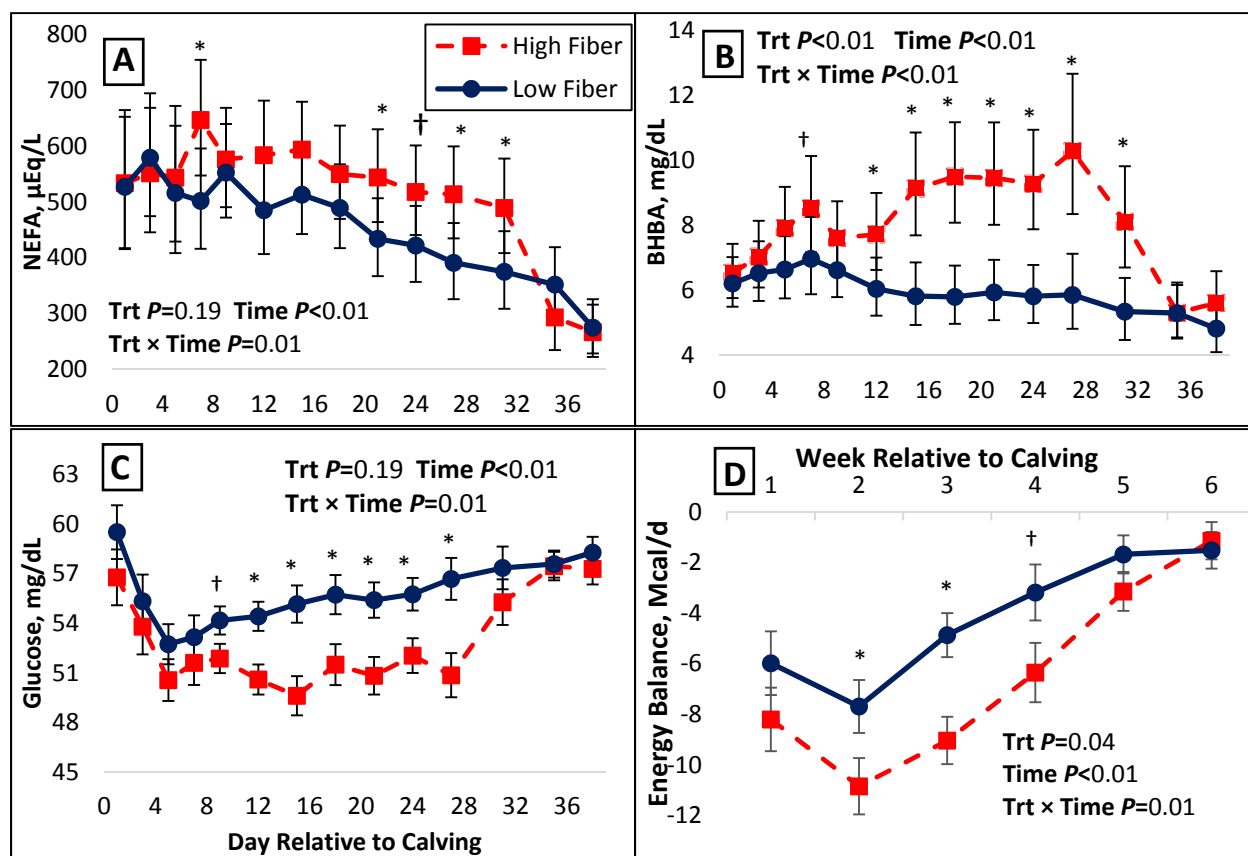 A
NEFA, µEq/L
800
700
600
500
400
300
200
*
*
†
*
*
High Fiber
Low Fiber
Trt P=0.19 Time P<0.01
Trt × Time P=0.01
0 4 8 12 16 20 24 28 32 36
B
BHBA, mg/dL
14
12
10
8
6
4
Trt P<0.01 Time P<0.01
Trt × Time P<0.01
†
*
*
*
*
*
*
*
0 4 8 12 16 20 24 28 32 36
C
Glucose, mg/dL
63
60
57
54
51
48
45
Trt P=0.19 Time P<0.01
Trt × Time P=0.01
†
*
*
*
*
*
*
0 4 8 12 16 20 24 28 32 36
Day Relative to Calving
D
Week Relative to Calving
1 2 3 4 5 6
Energy Balance, Mcal/d
0
-2
-4
-6
-8
-10
-12
*
*
†
Trt P=0.04
Time P<0.01
Trt × Time P=0.01